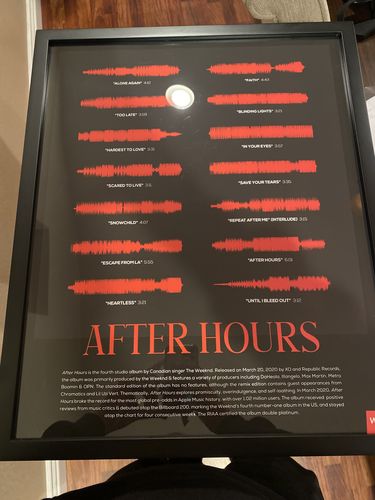 "ALONE AGAIN" 4:10
"FAITH" 4:43
"TOO LATE" 3:59
"BLINDING LIGHTS" 3:21
"HARDEST TO LOVE" 3:31
"IN YOUR EYES" 3:57
"SCARED TO LIVE" 3:11
"SAVE YOUR TEARS" 3:35
"SNOWCHILD" 4:07
"REPEAT AFTER ME" (INTERLUDE) 3:15
"ESCAPE FROM LA" 5:55
"AFTER HOURS" 6:01
"HEARTLESS" 3:21
"UNTIL I BLEED OUT" 3:12
AFTER HOURS
After Hours is the fourth studio album by Canadian singer The Weeknd. Released on March 20, 2020 by XO and Republic Records,
the album was primarily produced by the Weeknd & features a variety of producers including DaHeala, Illangelo, Max Martin, Metro
Boomin & OPN. The standard edition of the album has no features, although the remix edition contains guest appearances from
Chromatics and Lil Uzi Vert. Thematically, After Hours explores promiscuity, overindulgence, and self-loathing. In March 2020, After
Hours broke the record for the most global pre-adds in Apple Music history, with over 1.02 million users. The album received positive
reviews from music critics & debuted atop the Billboard 200, marking the Weeknd's fourth number-one album in the US, and stayed
atop the chart for four consecutive weeks. The RIAA certified the album double platinum.